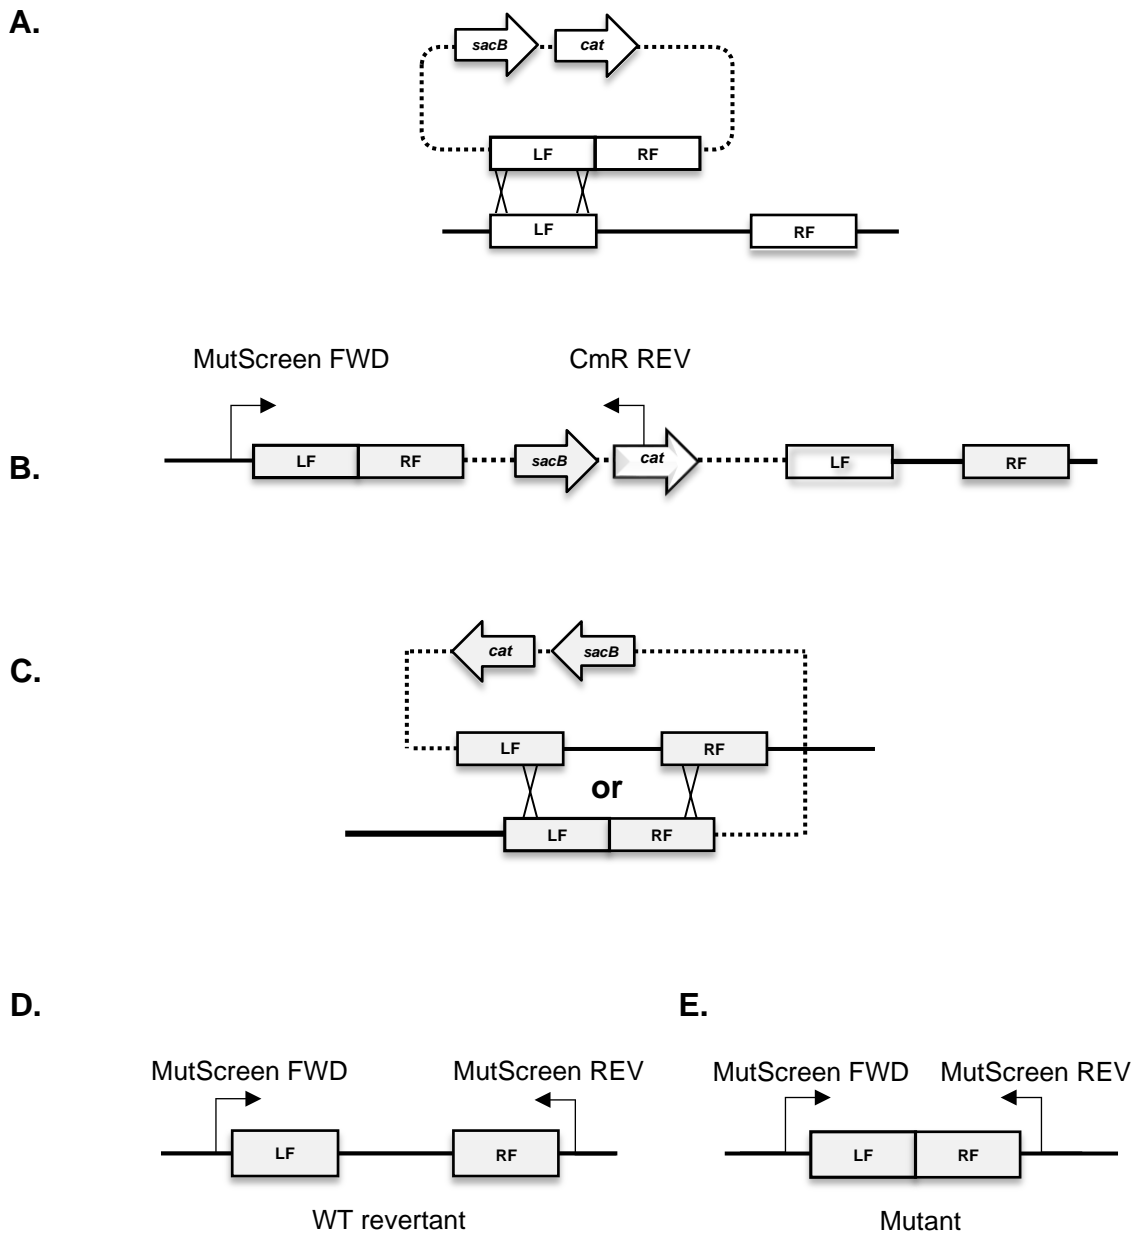 A.
sacB cat
LF RF
LF RF
MutScreen FWD CmR REV
B.
LF RF sacB cat LF RF
C.
cat sacB
LF RF
or
LF RF
D. E.
MutScreen FWD MutScreen REV MutScreen FWD MutScreen REV
LF RF LF RF
WT revertant Mutant